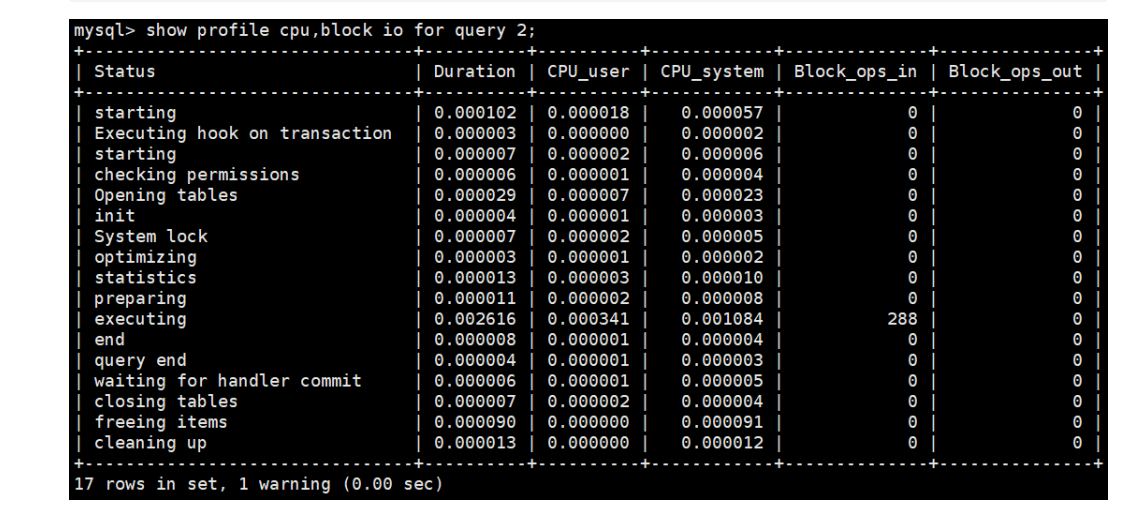 mysql> show profile cpu,block io for query 2;
+--------------------------------+----------+----------+------------+--------------+---------------+
| Status                         | Duration | CPU_user | CPU_system | Block_ops_in | Block_ops_out |
+--------------------------------+----------+----------+------------+--------------+---------------+
| starting                       | 0.000102 | 0.000018 |   0.000057 |            0 |             0 |
| Executing hook on transaction  | 0.000003 | 0.000000 |   0.000002 |            0 |             0 |
| starting                       | 0.000007 | 0.000002 |   0.000006 |            0 |             0 |
| checking permissions           | 0.000006 | 0.000001 |   0.000004 |            0 |             0 |
| Opening tables                 | 0.000029 | 0.000007 |   0.000023 |            0 |             0 |
| init                           | 0.000004 | 0.000001 |   0.000003 |            0 |             0 |
| System lock                    | 0.000007 | 0.000002 |   0.000005 |            0 |             0 |
| optimizing                     | 0.000003 | 0.000001 |   0.000002 |            0 |             0 |
| statistics                     | 0.000013 | 0.000003 |   0.000010 |            0 |             0 |
| preparing                      | 0.000011 | 0.000002 |   0.000008 |            0 |             0 |
| executing                      | 0.002616 | 0.000341 |   0.001084 |          288 |             0 |
| end                            | 0.000008 | 0.000001 |   0.000004 |            0 |             0 |
| query end                      | 0.000004 | 0.000001 |   0.000003 |            0 |             0 |
| waiting for handler commit     | 0.000006 | 0.000001 |   0.000005 |            0 |             0 |
| closing tables                 | 0.000007 | 0.000002 |   0.000004 |            0 |             0 |
| freeing items                  | 0.000090 | 0.000000 |   0.000091 |            0 |             0 |
| cleaning up                    | 0.000013 | 0.000000 |   0.000012 |            0 |             0 |
+--------------------------------+----------+----------+------------+--------------+---------------+
17 rows in set, 1 warning (0.00 sec)